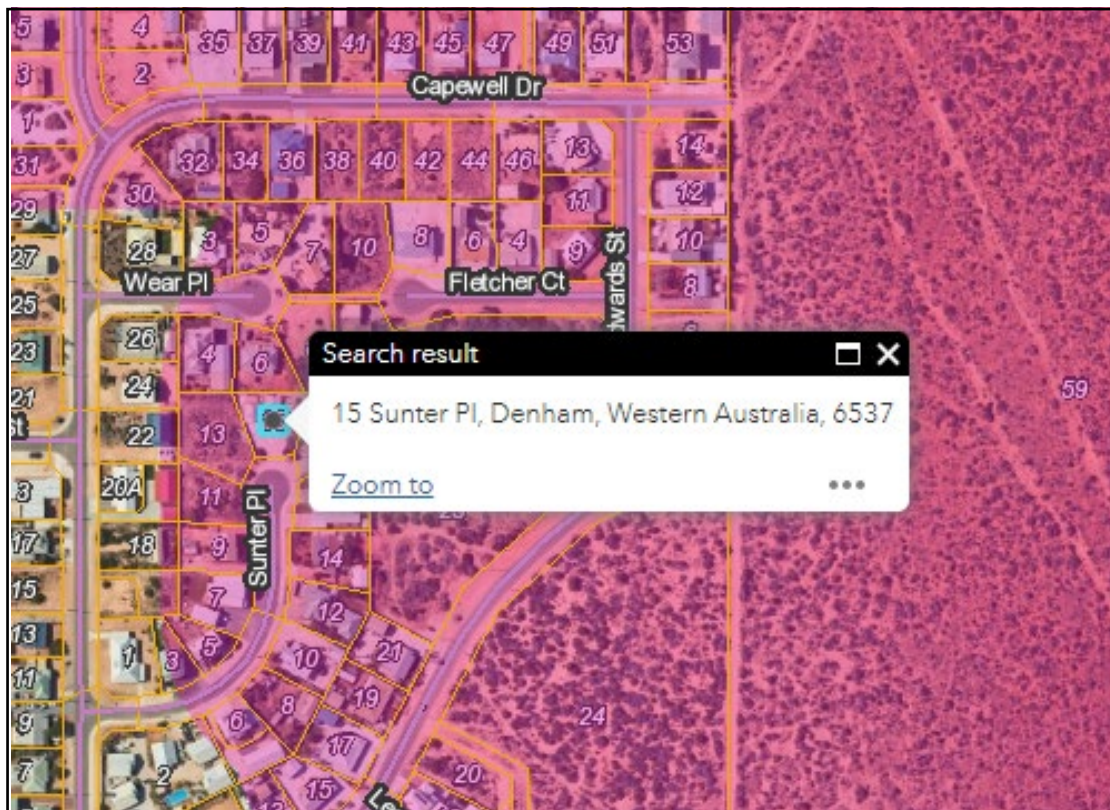 5 4 35 37 39 41 43 45 47 49 51 53
3 2
Capewell Dr
1
31 32 34 36 38 40 42 44 46 13 14
30 11 12
29
28 3 5 7 10 8 6 4 9 10
27
Wear Pl Fletcher Ct 8
25
26
23 4 6
24
21
22 13
Search result
15 Sunter Pl, Denham, Western Australia, 6537
Zoom to
59
st
3 20A 11
Sunter Pl
17 18 9 14
15 7 12
13 1 3 5 10 21
11 8 19 24
9 6 17
7 2 15 20